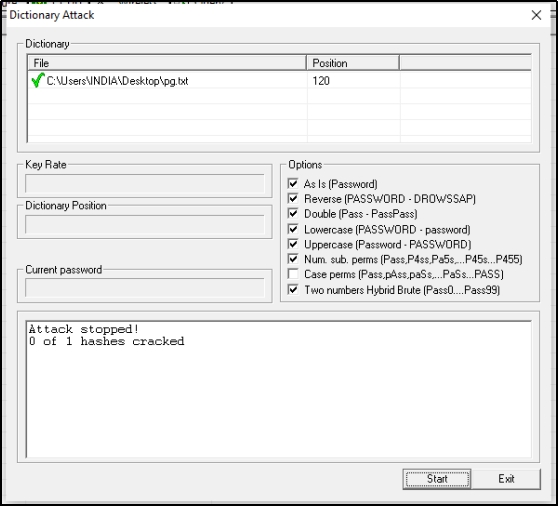 Dictionary Attack
Dictionary
File Position
C:\Users\INDIA\Desktop\pg.txt 120
Key Rate
Dictionary Position
Current password
Options
As Is (Password)
Reverse (PASSWORD - DROWSSAP)
Double (Pass - PassPass)
Lowercase (PASSWORD - password)
Uppercase (Password - PASSWORD)
Num. sub. perms (Pass,P4ss,Pa5s,...P45s...P455)
Case perms (Pass,pAss,paSs,...PaSs...PASS)
Two numbers Hybrid Brute (Pass0....Pass99)
Attack stopped!
0 of 1 hashes cracked
Start Exit